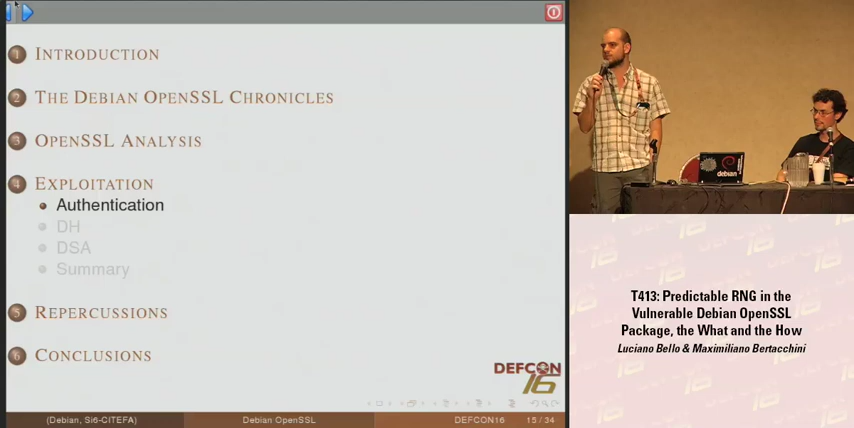 1 INTRODUCTION
2 THE DEBIAN OPENSSL CHRONICLES
3 OPENSSL ANALYSIS
4 EXPLOITATION
Authentication
DH
DSA
Summary
5 REPERCUSSIONS
6 CONCLUSIONS
DEFCON
16
(Debian, Si6-CITEFA)
Debian OpenSSL
DEFCON16
15 / 34
debian
T413: Predictable RNG in the
Vulnerable Debian OpenSSL
Package, the What and the How
Luciano Bello & Maximiliano Bertacchini